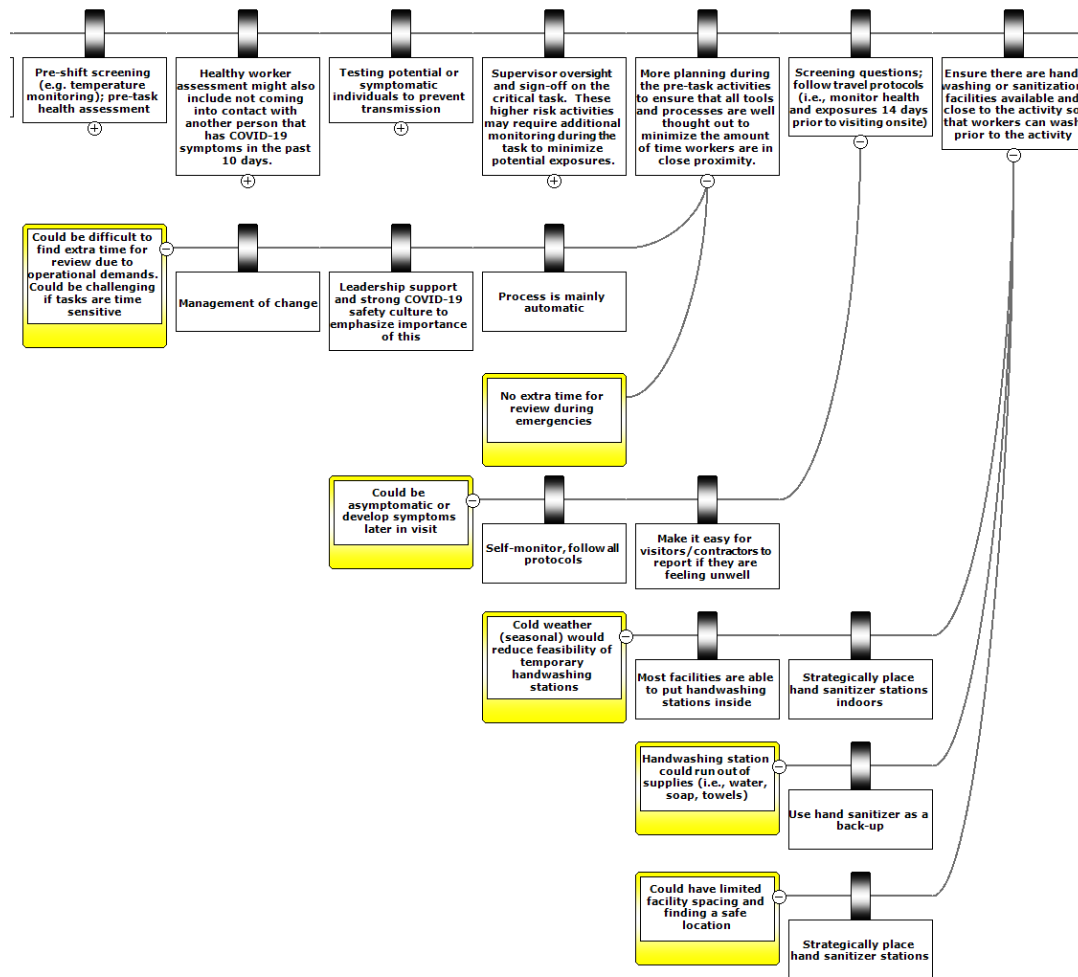 Pre-shift screening
(e.g. temperature
monitoring); pre-task
health assessment
Healthy worker
assessment might also
include not coming
into contact with
another person that
has COVID-19
symptoms in the past
10 days.
Testing potential or
symptomatic
individuals to prevent
transmission
Supervisor oversight
and sign-off on the
critical task. These
higher risk activities
may require additional
monitoring during the
task to minimize
potential exposures.
More planning during
the pre-task activities
to ensure that all tools
and processes are well
thought out to
minimize the amount
of time workers are in
close proximity.
Screening questions;
follow travel protocols
(i.e., monitor health
and exposures 14 days
prior to visiting onsite)
Ensure there are hand
washing or sanitization
facilities available and
close to the activity so
that workers can wash
prior to the activity
Could be difficult to
find extra time for
review due to
operational demands.
Could be challenging
if tasks are time
sensitive
Management of change
Leadership support
and strong COVID-19
safety culture to
emphasize importance
of this
Process is mainly
automatic
No extra time for
review during
emergencies
Could be
asymptomatic or
develop symptoms
later in visit
Self-monitor, follow all
protocols
Make it easy for
visitors/contractors to
report if they are
feeling unwell
Cold weather
(seasonal) would
reduce feasibility of
temporary
handwashing
stations
Most facilities are able
to put handwashing
stations inside
Strategically place
hand sanitizer stations
indoors
Handwashing station
could run out of
supplies (i.e., water,
soap, towels)
Use hand sanitizer as a
back-up
Could have limited
facility spacing and
finding a safe
location
Strategically place
hand sanitizer stations